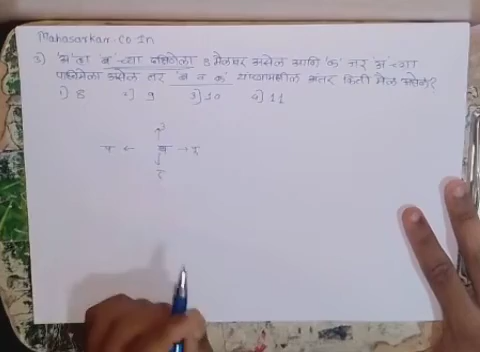 Mahasarkar.Co.In
3) 'अ' हा 'ब' च्या दक्षिणेला 8 मैलांवर असेल आणि 'क' जर 'अ' च्या
पश्चिमेला असेल तर 'ब व क' यांच्यामधील अंतर किती मैल असेल?
1) 8 2) 9 3) 10 4) 11
ब
द